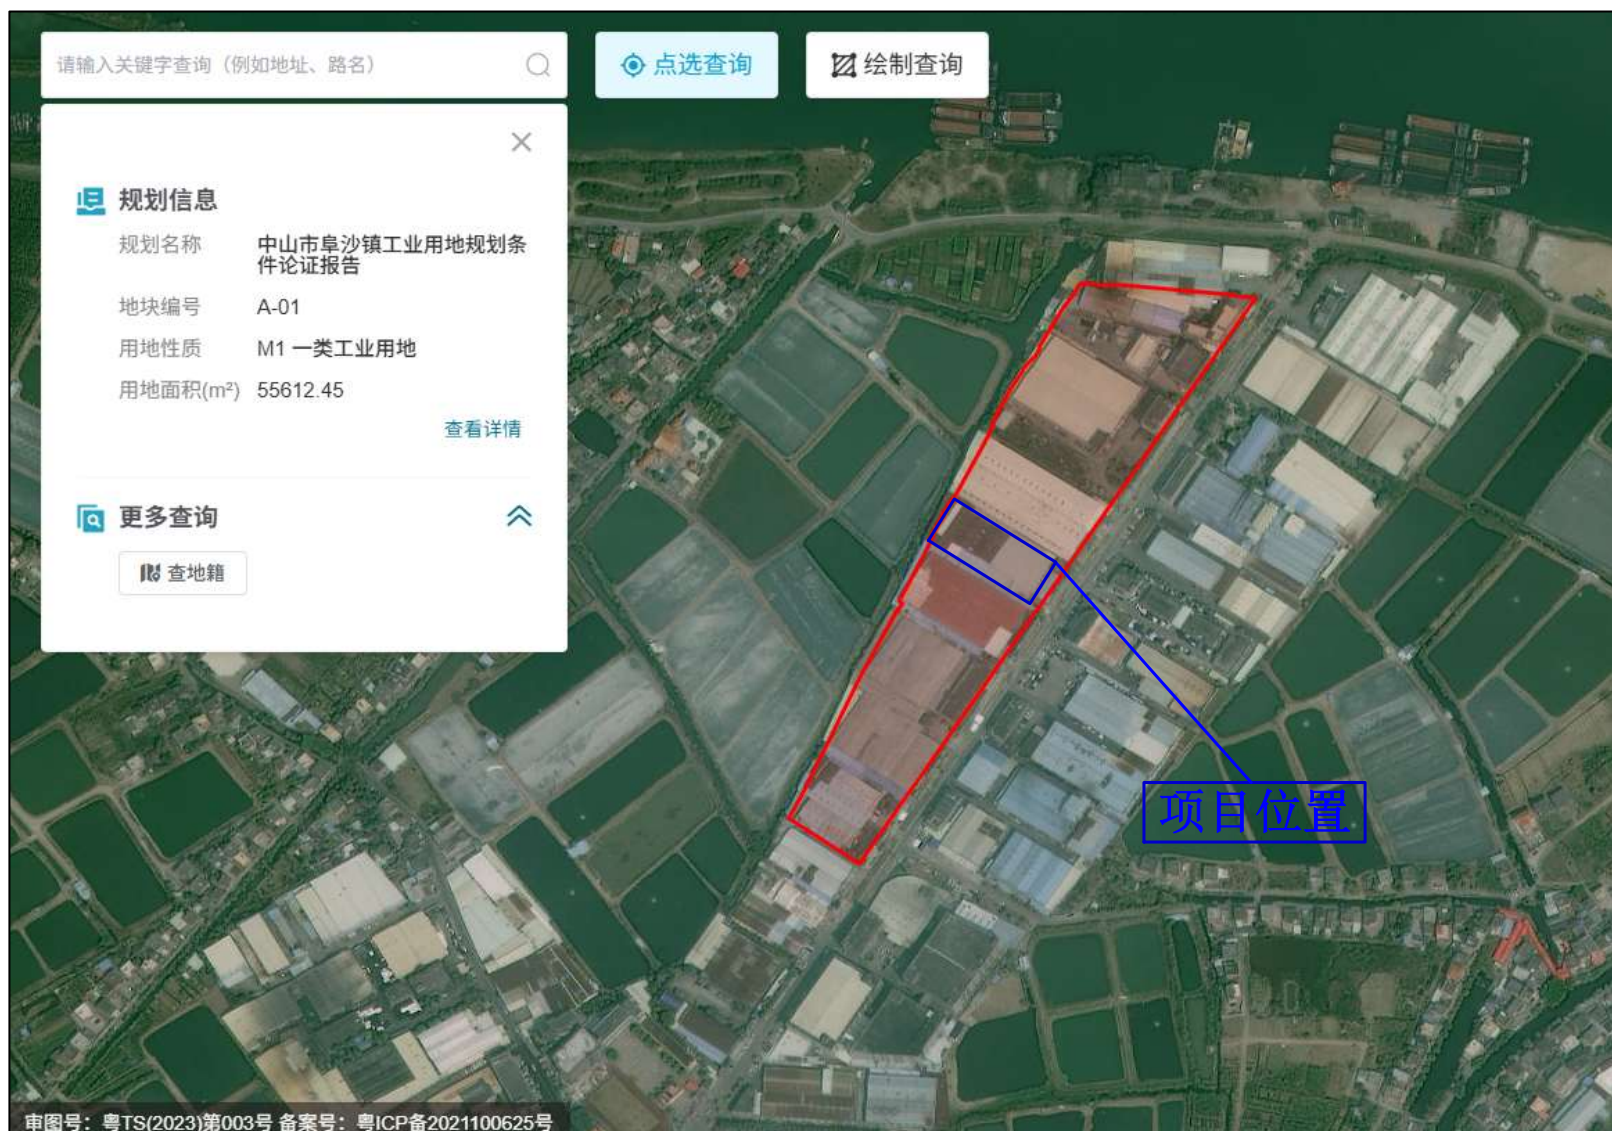 请输入关键字查询（例如地址、路名）
点选查询
绘制查询
规划信息
规划名称 中山市阜沙镇工业用地规划条
件论证报告
地块编号 A-01
用地性质 M1 一类工业用地
用地面积(m²) 55612.45
查看详情
更多查询
查地籍
项目位置
审图号：粤TS(2023)第003号 备案号：粤ICP备2021100625号